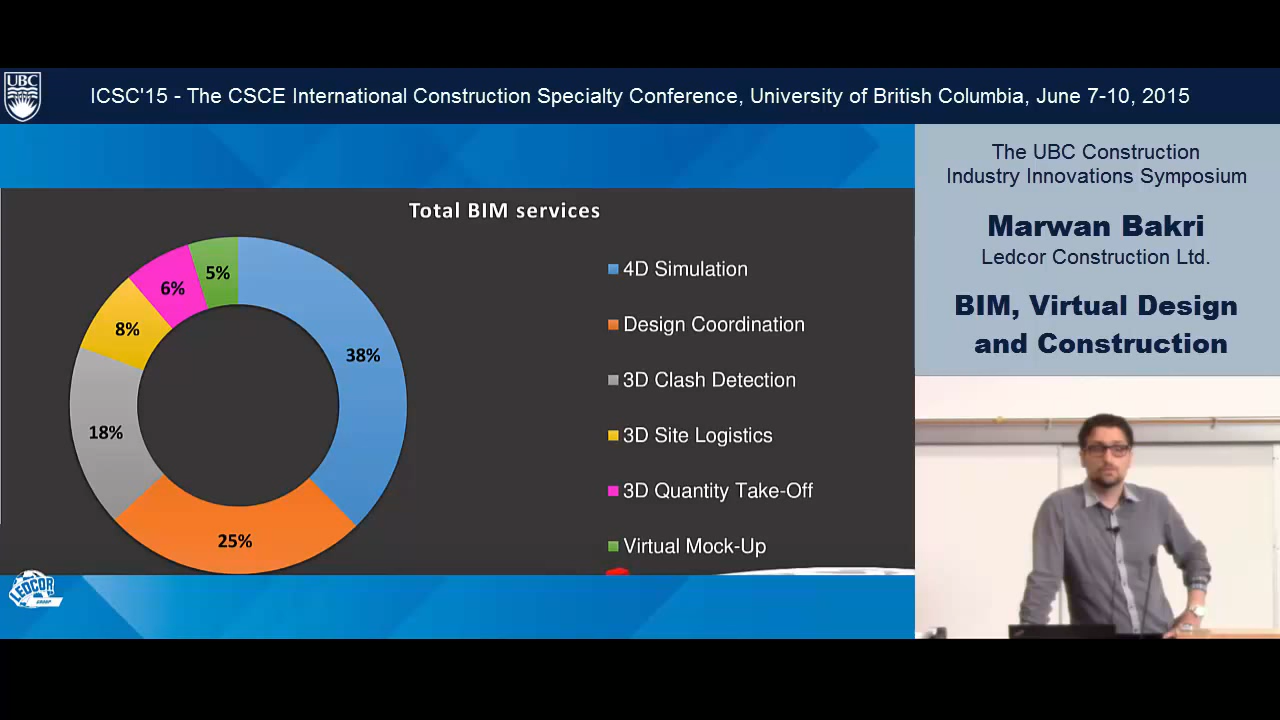 UBC
ICSC'15 - The CSCE International Construction Specialty Conference, University of British Columbia, June 7-10, 2015
The UBC Construction
Industry Innovations Symposium
Marwan Bakri
Ledcor Construction Ltd.
BIM, Virtual Design
and Construction
Total BIM services
5%
6%
8%
38%
18%
25%
4D Simulation
Design Coordination
3D Clash Detection
3D Site Logistics
3D Quantity Take-Off
Virtual Mock-Up
LEDCOR
GROUP